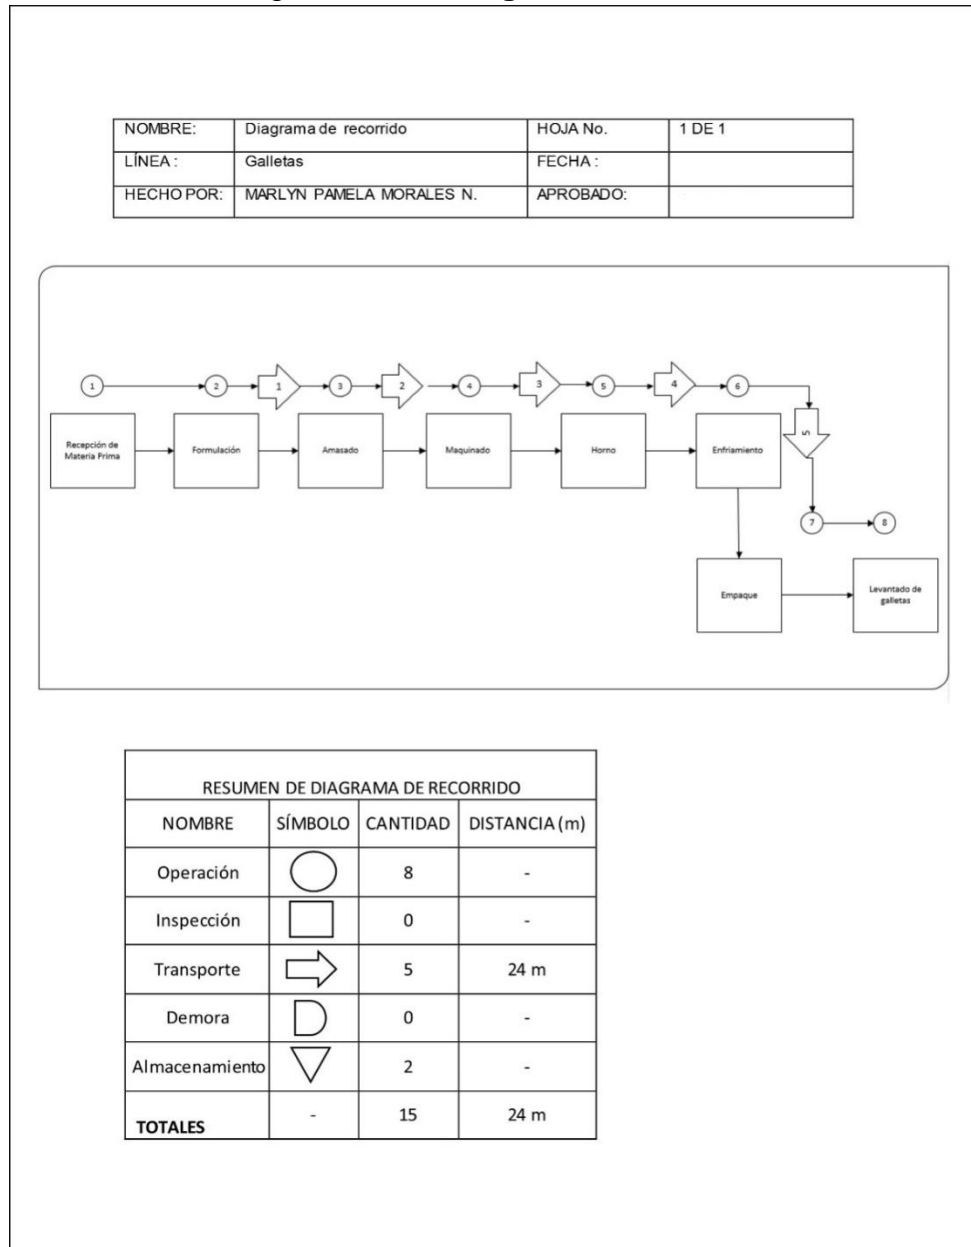 NOMBRE: Diagrama de recorrido HOJA No. 1 DE 1
LÍNEA : Galletas FECHA :
HECHO POR: MARLYN PAMELA MORALES N. APROBADO:
1 2 1 3 2 4 3 5 4 6
5
Recepción de
Materia Prima
Formulación
Amasado
Maquinado
Horno
Enfriamiento
7 8
Empaque
Levantado de
galletas
RESUMEN DE DIAGRAMA DE RECORRIDO
NOMBRE SÍMBOLO CANTIDAD DISTANCIA (m)
Operación 8 -
Inspección 0 -
Transporte 5 24 m
Demora 0 -
Almacenamiento 2 -
TOTALES - 15 24 m